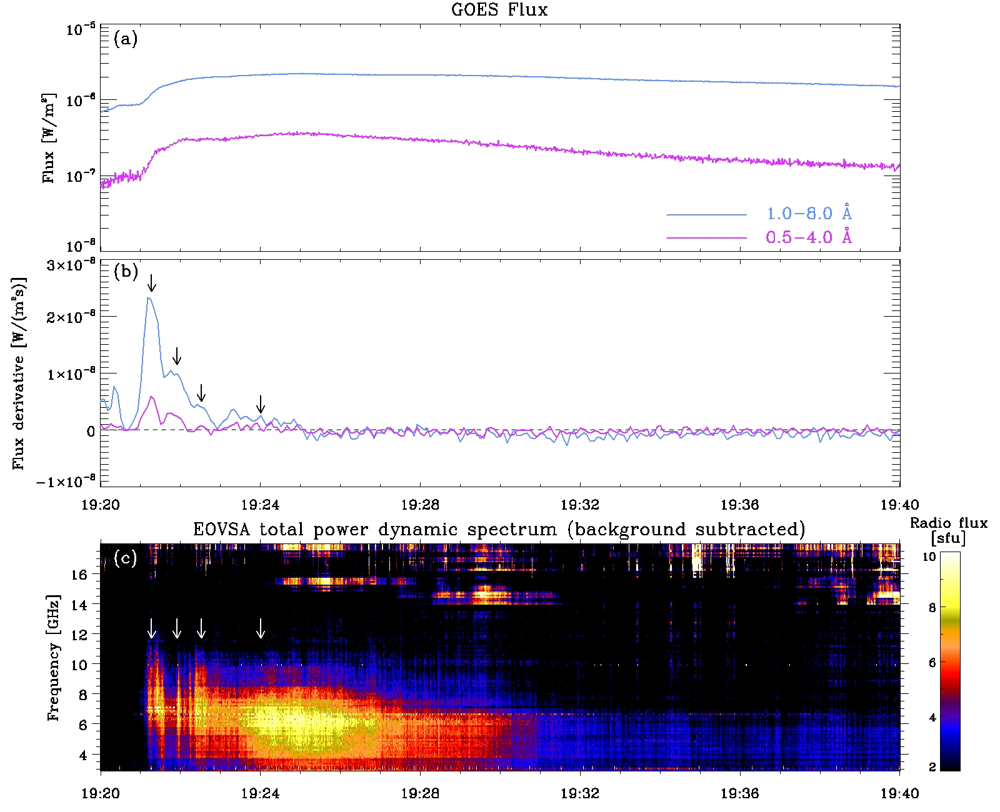 GOES Flux
(a)
10⁻⁵
10⁻⁶
10⁻⁷
10⁻⁸
Flux [W/m²]
1.0−8.0 Å
0.5−4.0 Å
(b)
3×10⁻⁸
2×10⁻⁸
1×10⁻⁸
0
−1×10⁻⁸
Flux derivative [W/(m²s)]
19:20 19:24 19:28 19:32 19:36 19:40
EOVSA total power dynamic spectrum (background subtracted)
Radio flux
[sfu]
(c)
16
14
12
10
8
6
4
Frequency [GHz]
10
8
6
4
2
19:20 19:24 19:28 19:32 19:36 19:40